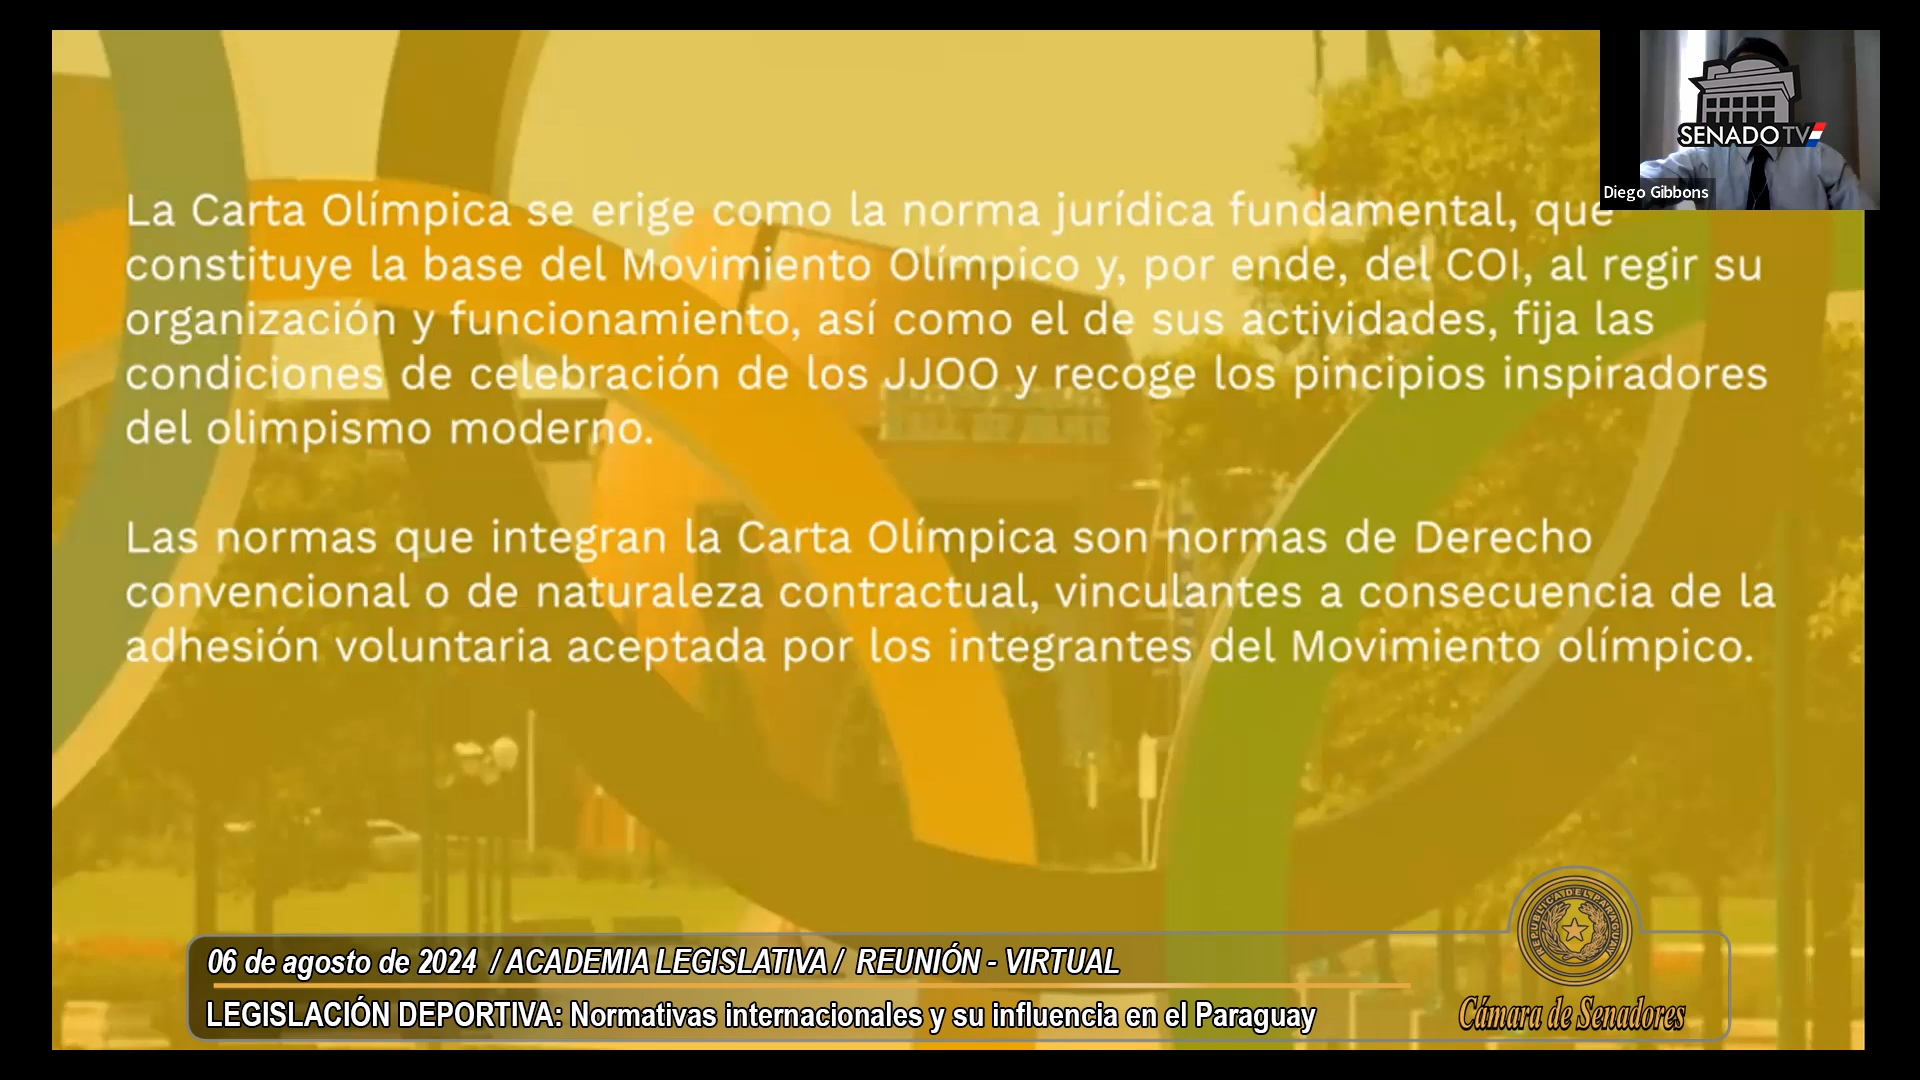 SENADO TV
Diego Gibbons
La Carta Olímpica se erige como la norma jurídica fundamental, que
constituye la base del Movimiento Olímpico y, por ende, del COI, al regir su
organización y funcionamiento, así como el de sus actividades, fija las
condiciones de celebración de los JJOO y recoge los pincipios inspiradores
del olimpismo moderno.
Las normas que integran la Carta Olímpica son normas de Derecho
convencional o de naturaleza contractual, vinculantes a consecuencia de la
adhesión voluntaria aceptada por los integrantes del Movimiento olímpico.
06 de agosto de 2024 / ACADEMIA LEGISLATIVA / REUNIÓN - VIRTUAL
LEGISLACIÓN DEPORTIVA: Normativas internacionales y su influencia en el Paraguay
REPUBLICA DEL PARAGUAY
Cámara de Senadores